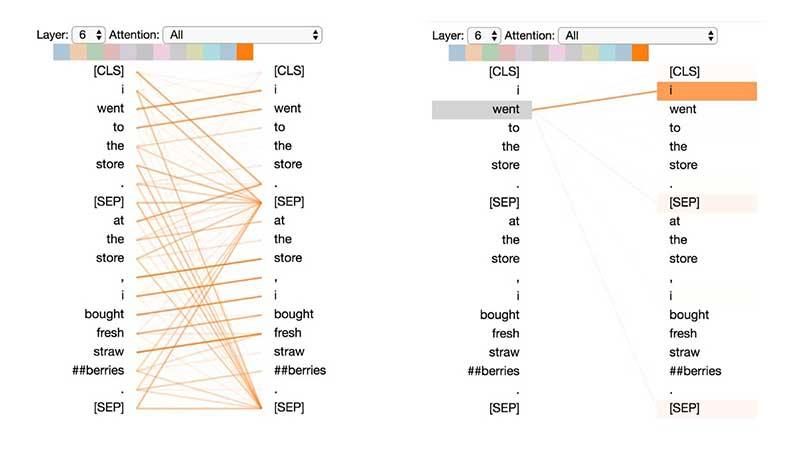 Layer: 6 Attention: All
[CLS] [CLS]
i i
went went
to to
the the
store store
. .
[SEP] [SEP]
at at
the the
store store
, ,
i i
bought bought
fresh fresh
straw straw
##berries ##berries
. .
[SEP] [SEP]
Layer: 6 Attention: All
[CLS] [CLS]
i i
went went
to to
the the
store store
. .
[SEP] [SEP]
at at
the the
store store
, ,
i i
bought bought
fresh fresh
straw straw
##berries ##berries
. .
[SEP] [SEP]